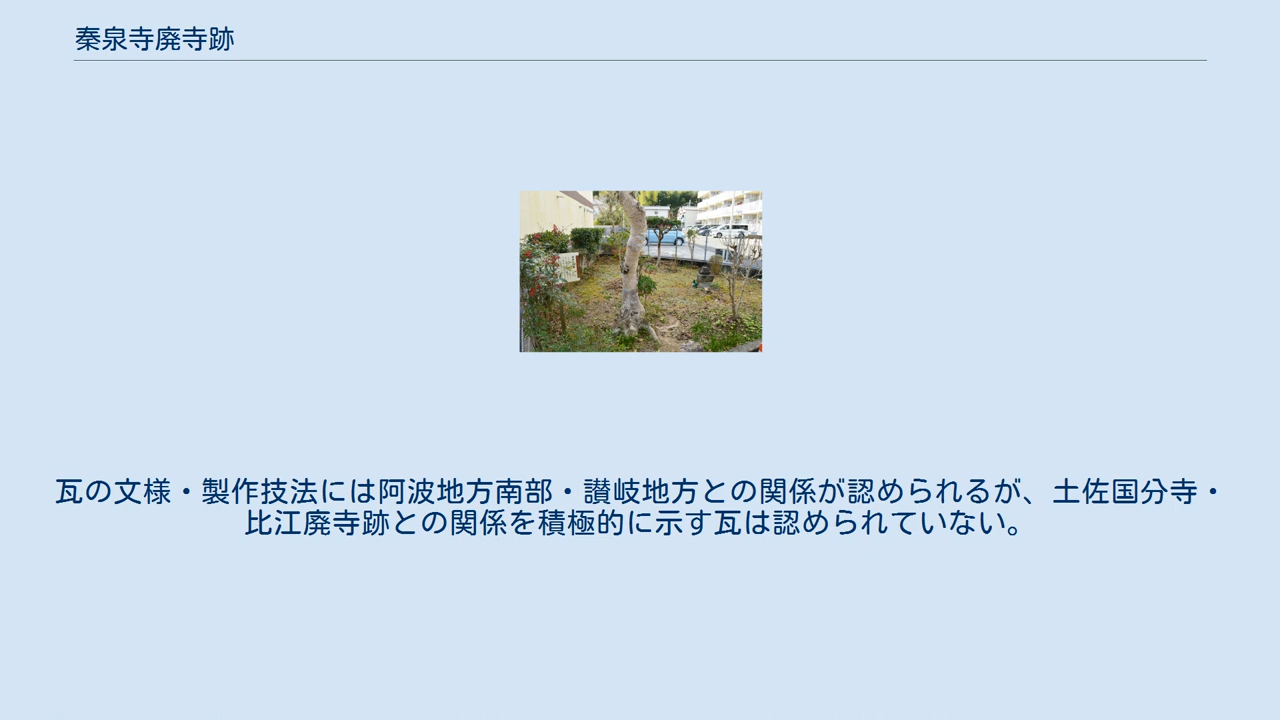 秦泉寺廃寺跡
瓦の文様・製作技法には阿波地方南部・讃岐地方との関係が認められるが、土佐国分寺・
比江廃寺跡との関係を積極的に示す瓦は認められていない。